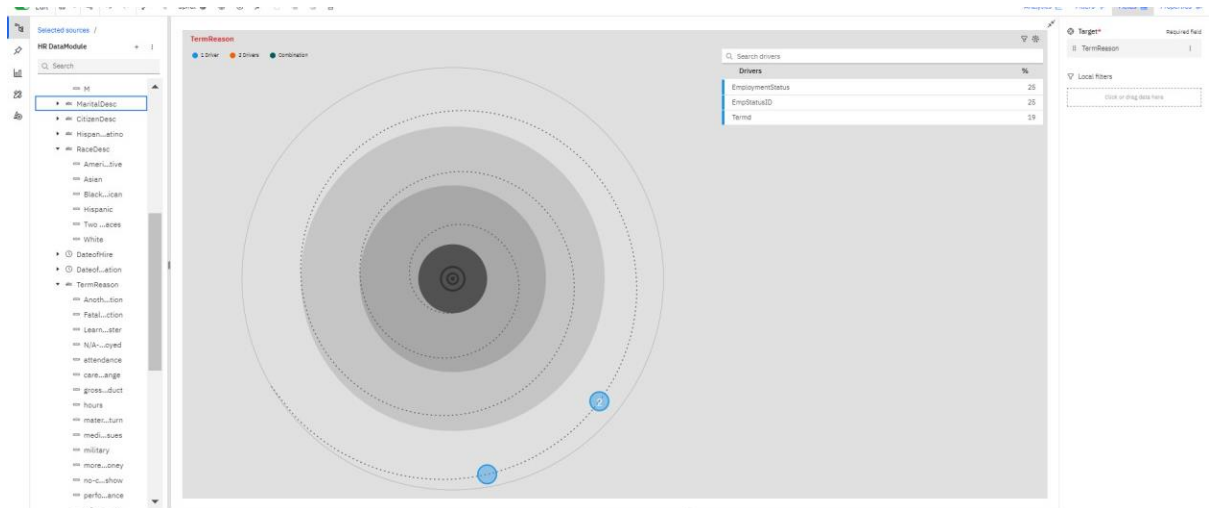 Selected sources /
HR DataModule
Search
M
MaritalDesc
CitizenDesc
Hispan...atino
RaceDesc
Ameri...tive
Asian
Black...ican
Hispanic
Two ...aces
White
DateofHire
Dateof...ation
TermReason
Anoth...tion
Fatal...ction
Learn...ster
N/A-...oyed
attendance
care...ange
gross...duct
hours
mater...turn
medi...sues
military
more...oney
no-c...show
perfo...ance
TermReason
1 Driver 2 Drivers Combination
2
Search drivers
Drivers %
EmploymentStatus 25
EmpStatusID 25
Termd 19
Target* Required field
TermReason
Local filters
Click or drag data here